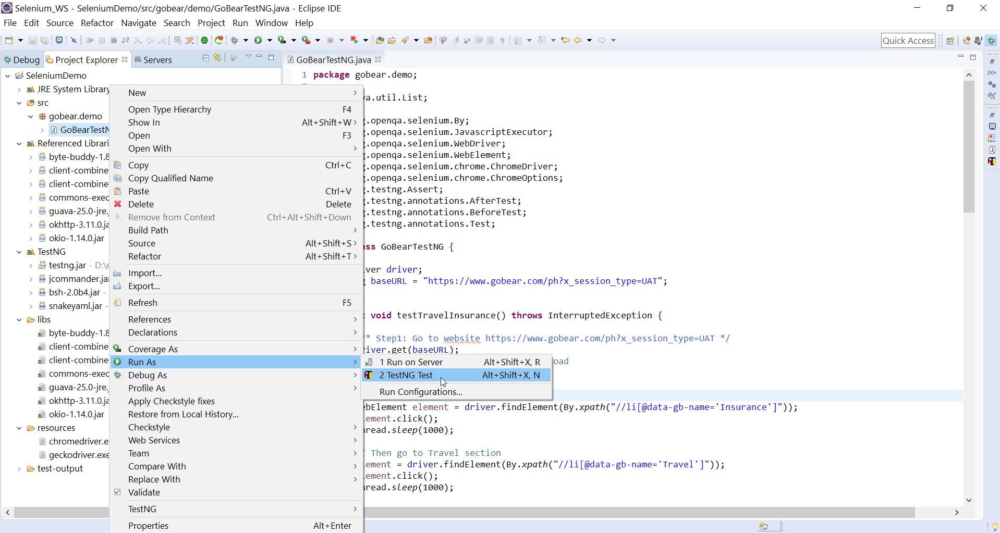 Selenium_WS - SeleniumDemo/src/gobear/demo/GoBearTestNG.java - Eclipse IDE
File Edit Source Refactor Navigate Search Project Run Window Help
Quick Access
Debug Project Explorer Servers
GoBearTestNG.java
SeleniumDemo
JRE System Library
src
gobear.demo
GoBearTestN
Referenced Librari
byte-buddy-1.8
client-combine
client-combine
commons-exec
guava-25.0-jre.
okhttp-3.11.0.ja
okio-1.14.0.jar
TestNG
testng.jar - D:\e
jcommander.jar
bsh-2.0b4.jar -
snakeyaml.jar -
libs
byte-buddy-1.8
client-combine
client-combine
commons-exec
guava-25.0-jre.
okhttp-3.11.0.ja
okio-1.14.0.jar
resources
chromedriver.e
geckodriver.exe
test-output
New
Open Type Hierarchy F4
Show In Alt+Shift+W
Open F3
Open With
Copy Ctrl+C
Copy Qualified Name
Paste Ctrl+V
Delete Delete
Remove from Context Ctrl+Alt+Shift+Down
Build Path
Source Alt+Shift+S
Refactor Alt+Shift+T
Import...
Export...
Refresh F5
References
Declarations
Coverage As
Run As
Debug As
Profile As
Apply Checkstyle fixes
Restore from Local History...
Checkstyle
Web Services
Team
Compare With
Replace With
Validate
TestNG
Properties Alt+Enter
1 Run on Server Alt+Shift+X, R
2 TestNG Test Alt+Shift+X, N
Run Configurations...
1 package gobear.demo;
va.util.List;
g.openqa.selenium.By;
g.openqa.selenium.JavascriptExecutor;
g.openqa.selenium.WebDriver;
g.openqa.selenium.WebElement;
g.openqa.selenium.chrome.ChromeDriver;
g.openqa.selenium.chrome.ChromeOptions;
g.testng.Assert;
g.testng.annotations.AfterTest;
g.testng.annotations.BeforeTest;
g.testng.annotations.Test;
ss GoBearTestNG {
iver driver;
g baseURL = "https://www.gobear.com/ph?x_session_type=UAT";
c void testTravelInsurance() throws InterruptedException {
* Step1: Go to website https://www.gobear.com/ph?x_session_type=UAT */
river.get(baseURL);
oad
ebElement element = driver.findElement(By.xpath("//li[@data-gb-name='Insurance']"));
lement.click();
hread.sleep(1000);
/ Then go to Travel section
lement = driver.findElement(By.xpath("//li[@data-gb-name='Travel']"));
lement.click();
hread.sleep(1000);